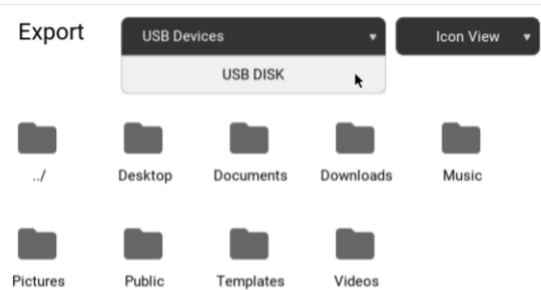 Export
USB Devices
Icon View
USB DISK
../
Desktop
Documents
Downloads
Music
Pictures
Public
Templates
Videos